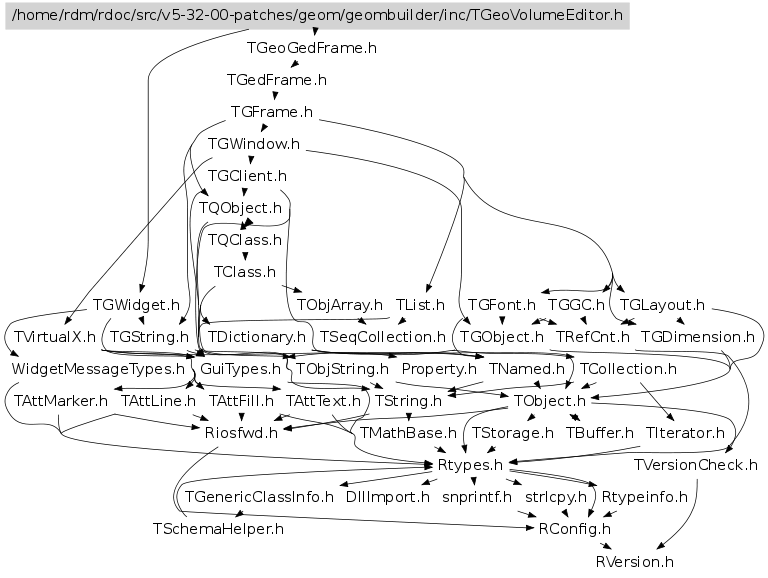 /home/rdm/rdoc/src/v5-32-00-patches/geom/geombuilder/inc/TGeoVolumeEditor.h
TGeoGedFrame.h
TGedFrame.h
TGFrame.h
TGWindow.h
TGClient.h
TQObject.h
TQClass.h
TClass.h
TGWidget.h TObjArray.h TList.h TGFont.h TGGC.h TGLayout.h
TVirtualX.h TGString.h TDictionary.h TSeqCollection.h TGObject.h TRefCnt.h TGDimension.h
WidgetMessageTypes.h GuiTypes.h TObjString.h Property.h TNamed.h TCollection.h
TAttMarker.h TAttLine.h TAttFill.h TAttText.h TString.h TObject.h
Riosfwd.h TMathBase.h TStorage.h TBuffer.h TIterator.h
Rtypes.h TVersionCheck.h
TGenericClassInfo.h DllImport.h snprintf.h strlcpy.h Rtypeinfo.h
TSchemaHelper.h RConfig.h
RVersion.h